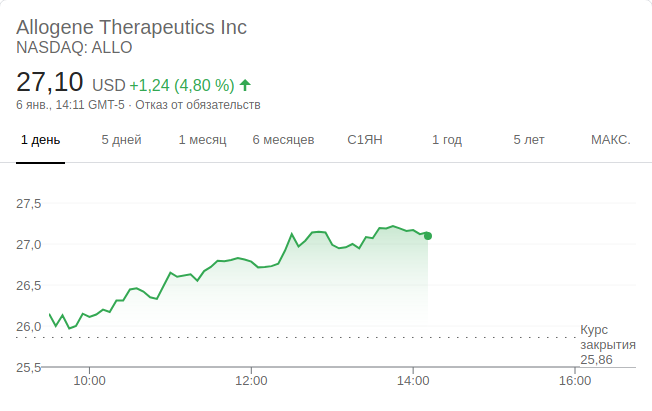 Allogene Therapeutics Inc
NASDAQ: ALLO
27,10 USD +1,24 (4,80 %)
6 янв., 14:11 GMT-5 · Отказ от обязательств
1 день 5 дней 1 месяц 6 месяцев С1ЯН 1 год 5 лет МАКС.
27,5
27,0
26,5
26,0
Курс
закрытия
25,86
25,5
10:00 12:00 14:00 16:00